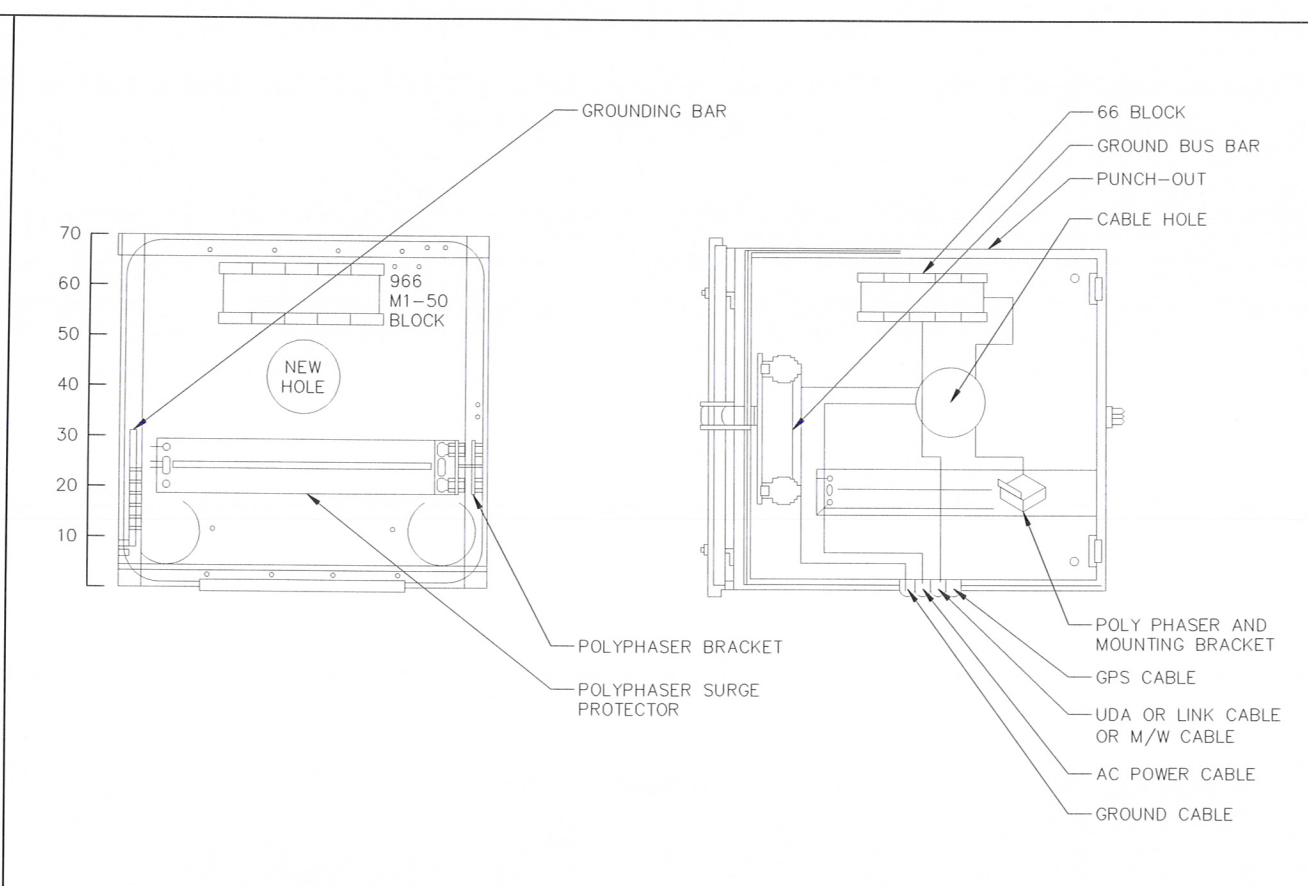 GROUNDING BAR
70
60
50
40
30
20
10
966
M1-50
BLOCK
NEW
HOLE
POLYPHASER BRACKET
POLYPHASER SURGE
PROTECTOR
66 BLOCK
GROUND BUS BAR
PUNCH-OUT
CABLE HOLE
POLY PHASER AND
MOUNTING BRACKET
GPS CABLE
UDA OR LINK CABLE
OR M/W CABLE
AC POWER CABLE
GROUND CABLE